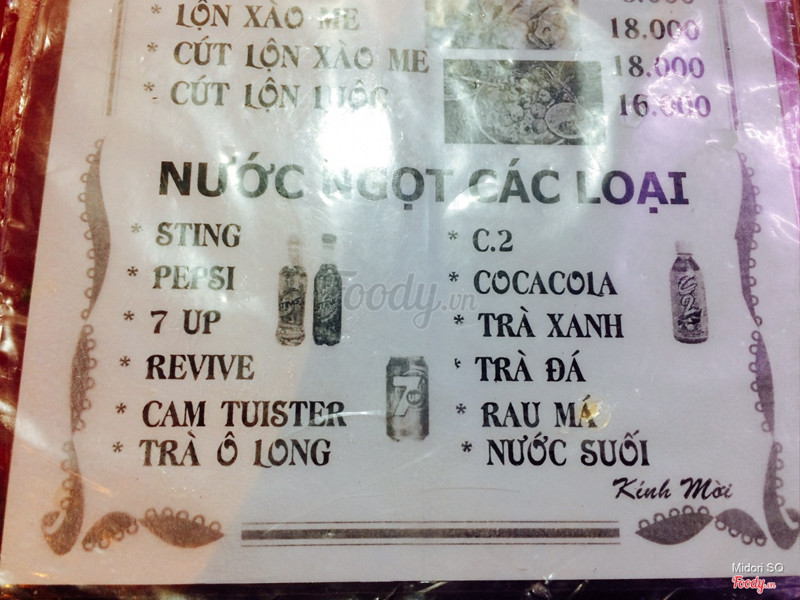 * LỘN XÀO ME 18.000
* CÚT LỘN XÀO ME 18.000
* CÚT LỘN LUỘC 16.000
NƯỚC NGỌT CÁC LOẠI
* STING
* PEPSI
* 7 UP
* REVIVE
* CAM TUISTER
* TRÀ Ô LONG
* C.2
* COCACOLA
* TRÀ XANH
* TRÀ ĐÁ
* RAU MÁ
* NƯỚC SUỐI
Kính Mời
Foody.vn
Midori SQ
Foody.vn